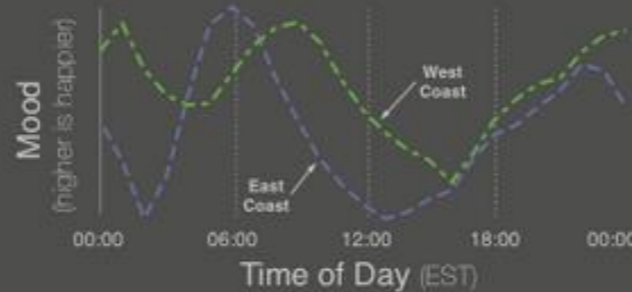 Mood
(higher is happier)
West
Coast
East
Coast
00:00
06:00
12:00
18:00
00:00
Time of Day (EST)